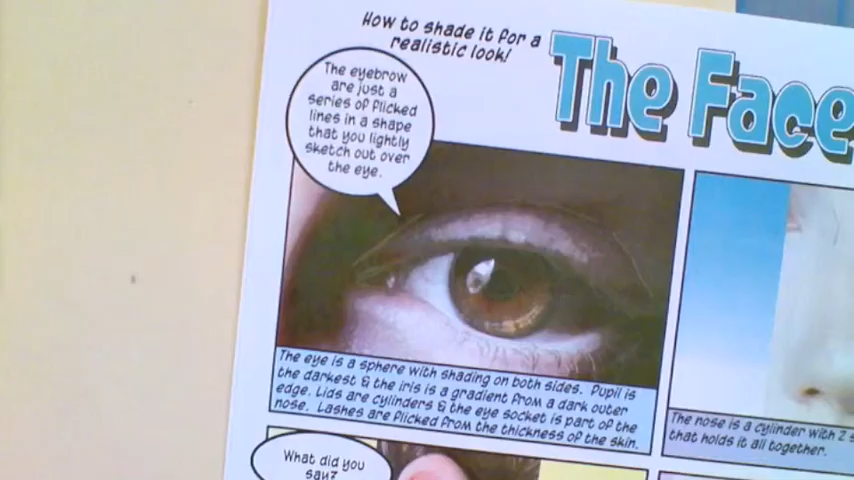 How to shade it for a
realistic look!
The Face
The eyebrow
are just a
series of flicked
lines in a shape
that you lightly
sketch out over
the eye.
The eye is a sphere with shading on both sides. Pupil is
the darkest & the iris is a gradient from a dark outer
edge. Lids are cylinders & the eye socket is part of the
nose. Lashes are flicked from the thickness of the skin.
The nose is a cylinder with 2
that holds it all together.
What did you
say?